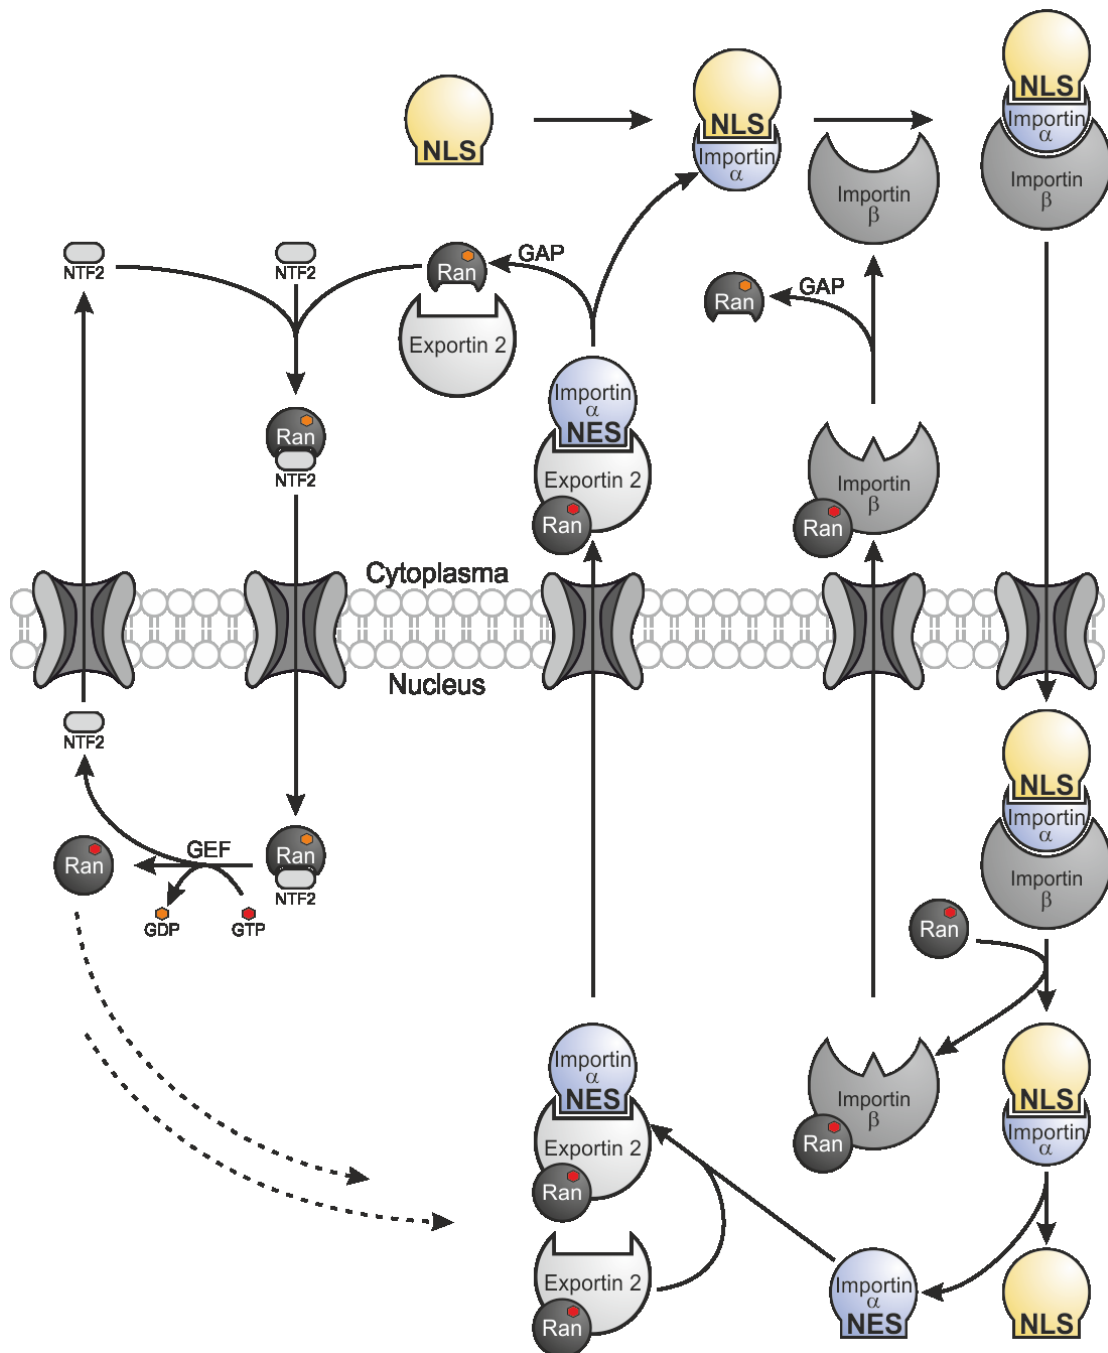 NLS
NLS
Importin
α
NLS
Importin
α
Importin
β
Importin
β
NTF2
NTF2
Ran
GAP
Exportin 2
Ran
GAP
Importin
α
NES
Exportin 2
Ran
Ran
NTF2
Importin
β
Ran
Cytoplasma
Nucleus
NTF2
Ran
GEF
Ran
NTF2
GDP
GTP
NLS
Importin
α
Importin
β
Ran
Importin
α
NES
Exportin 2
Ran
Importin
β
Ran
NLS
Importin
α
Exportin 2
Ran
Importin
α
NES
NLS